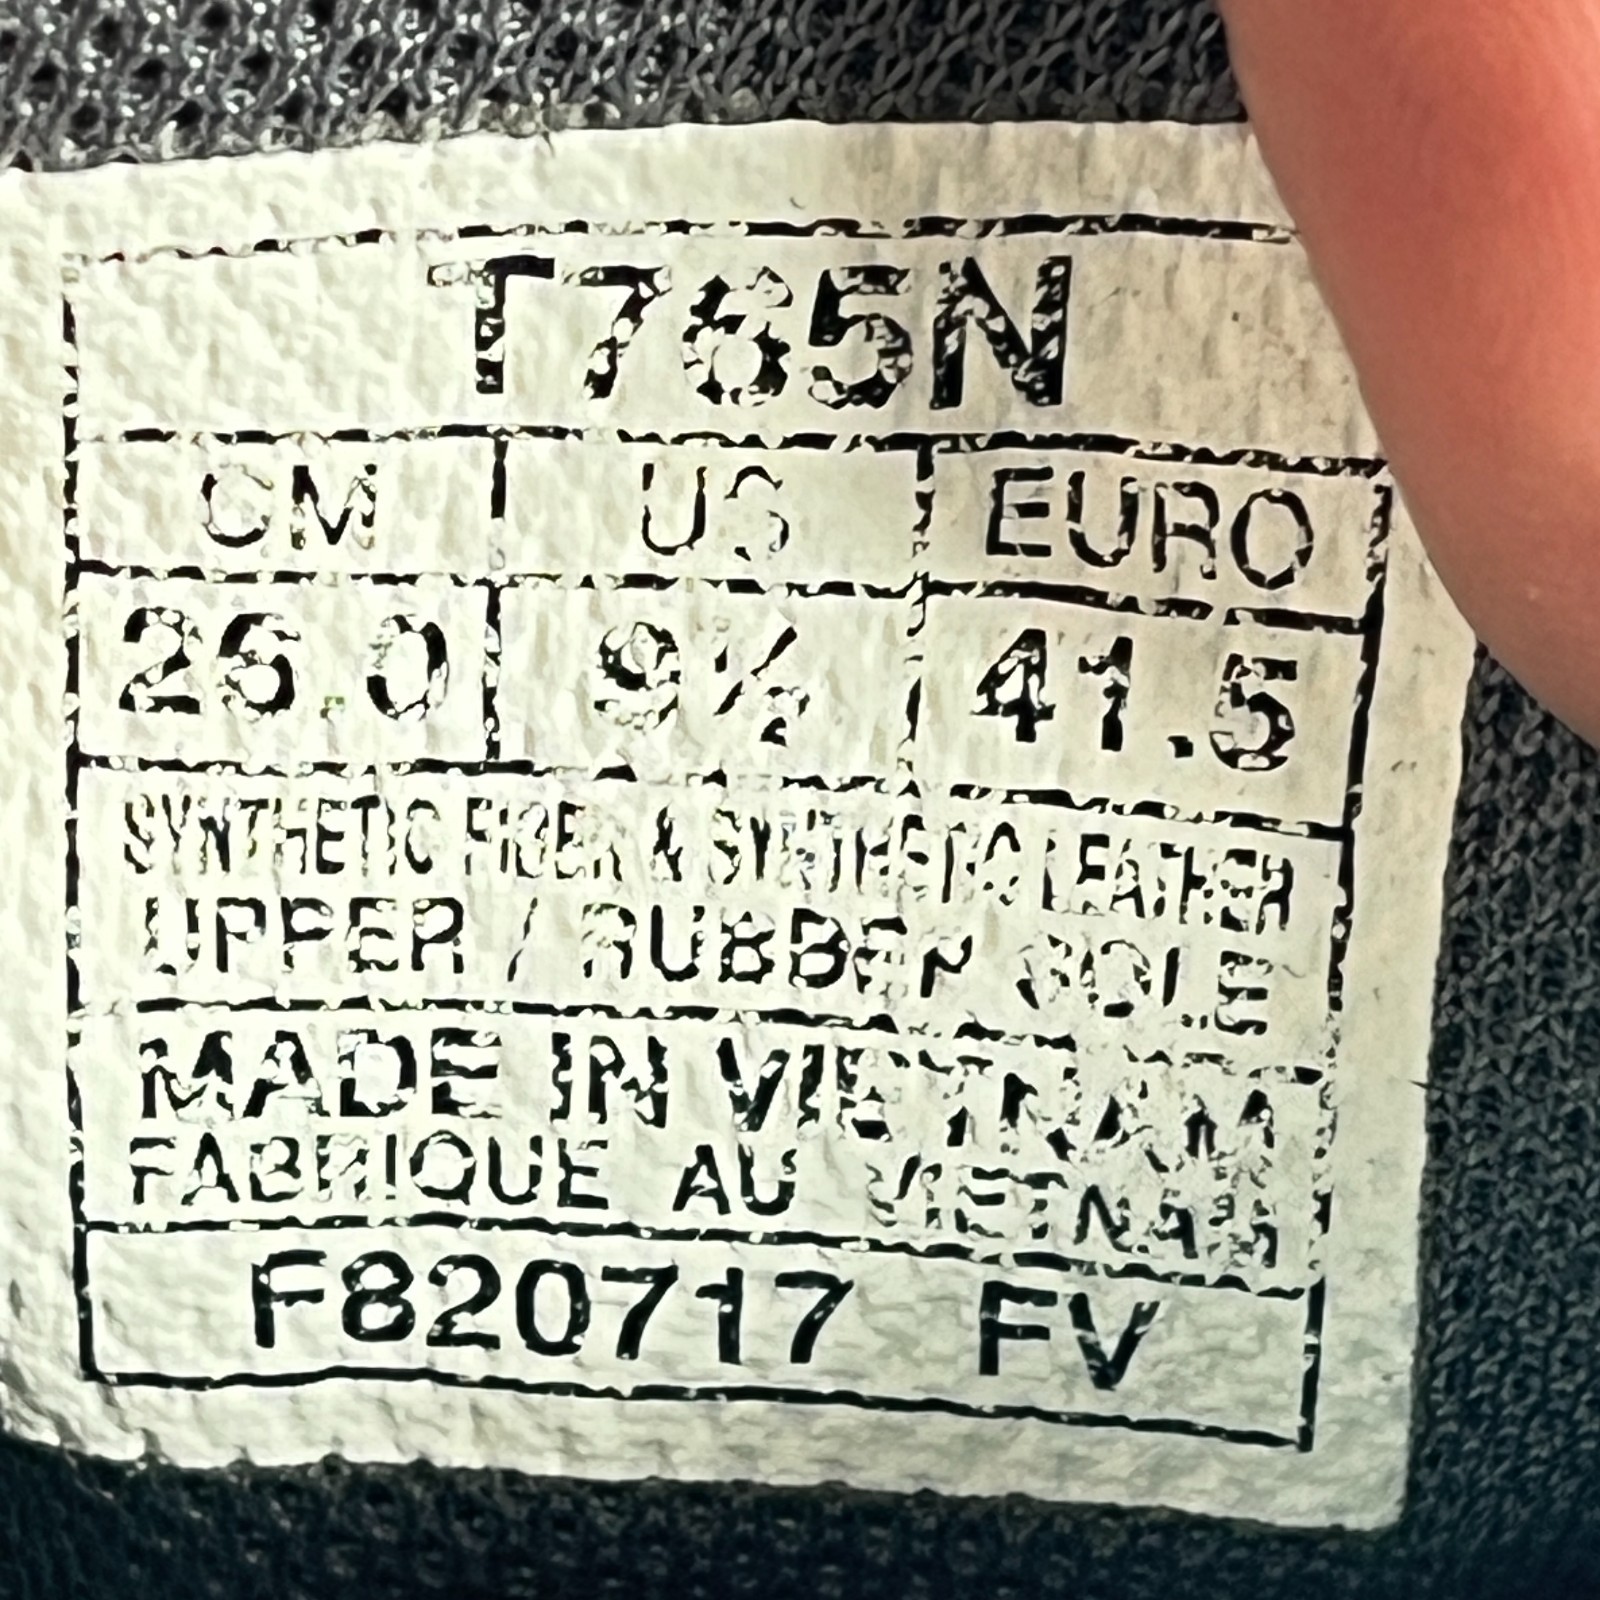 T765N
CM US EURO
26.0 9½ 41.5
SYNTHETIC FIBER & SYNTHETIC LEATHER
UPPER / RUBBER SOLE
MADE IN VIETNAM
FABRIQUE AU VIETNAM
F820717 FV